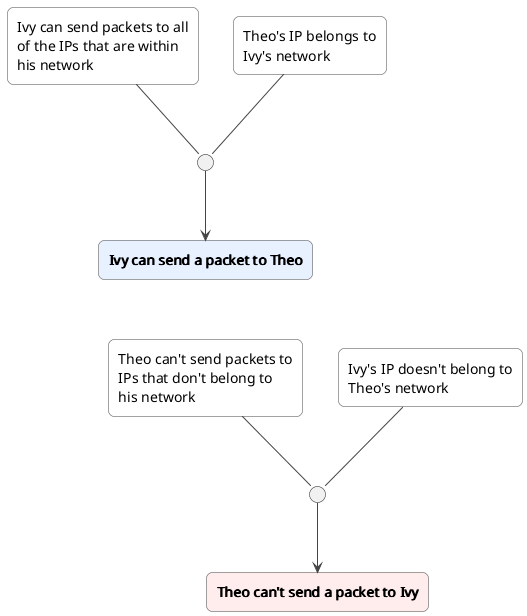 Ivy can send packets to all
of the IPs that are within
his network
Theo's IP belongs to
Ivy's network
Ivy can send a packet to Theo
Theo can't send packets to
IPs that don't belong to
his network
Ivy's IP doesn't belong to
Theo's network
Theo can't send a packet to Ivy